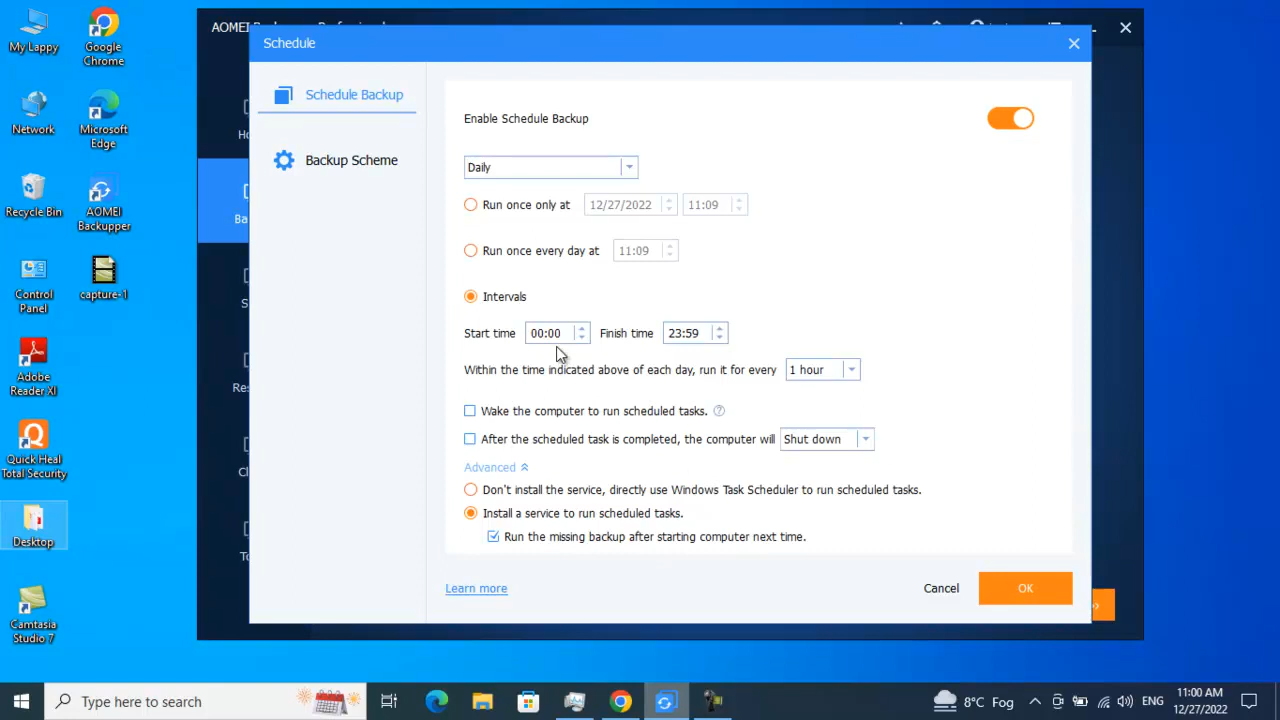 My Lappy
Google
Chrome
Network
Microsoft
Edge
Recycle Bin
AOMEI
Backupper
Control
Panel
capture-1
Adobe
Reader XI
Quick Heal
Total Security
Desktop
Camtasia
Studio 7
AOMEI
Schedule
Schedule Backup
Backup Scheme
Enable Schedule Backup
Daily
Run once only at 12/27/2022 11:09
Run once every day at 11:09
Intervals
Start time 00:00 Finish time 23:59
Within the time indicated above of each day, run it for every 1 hour
Wake the computer to run scheduled tasks. ?
After the scheduled task is completed, the computer will Shut down
Advanced
Don't install the service, directly use Windows Task Scheduler to run scheduled tasks.
Install a service to run scheduled tasks.
Run the missing backup after starting computer next time.
Learn more
Cancel
OK
Type here to search
8°C Fog
ENG
11:00 AM
12/27/2022